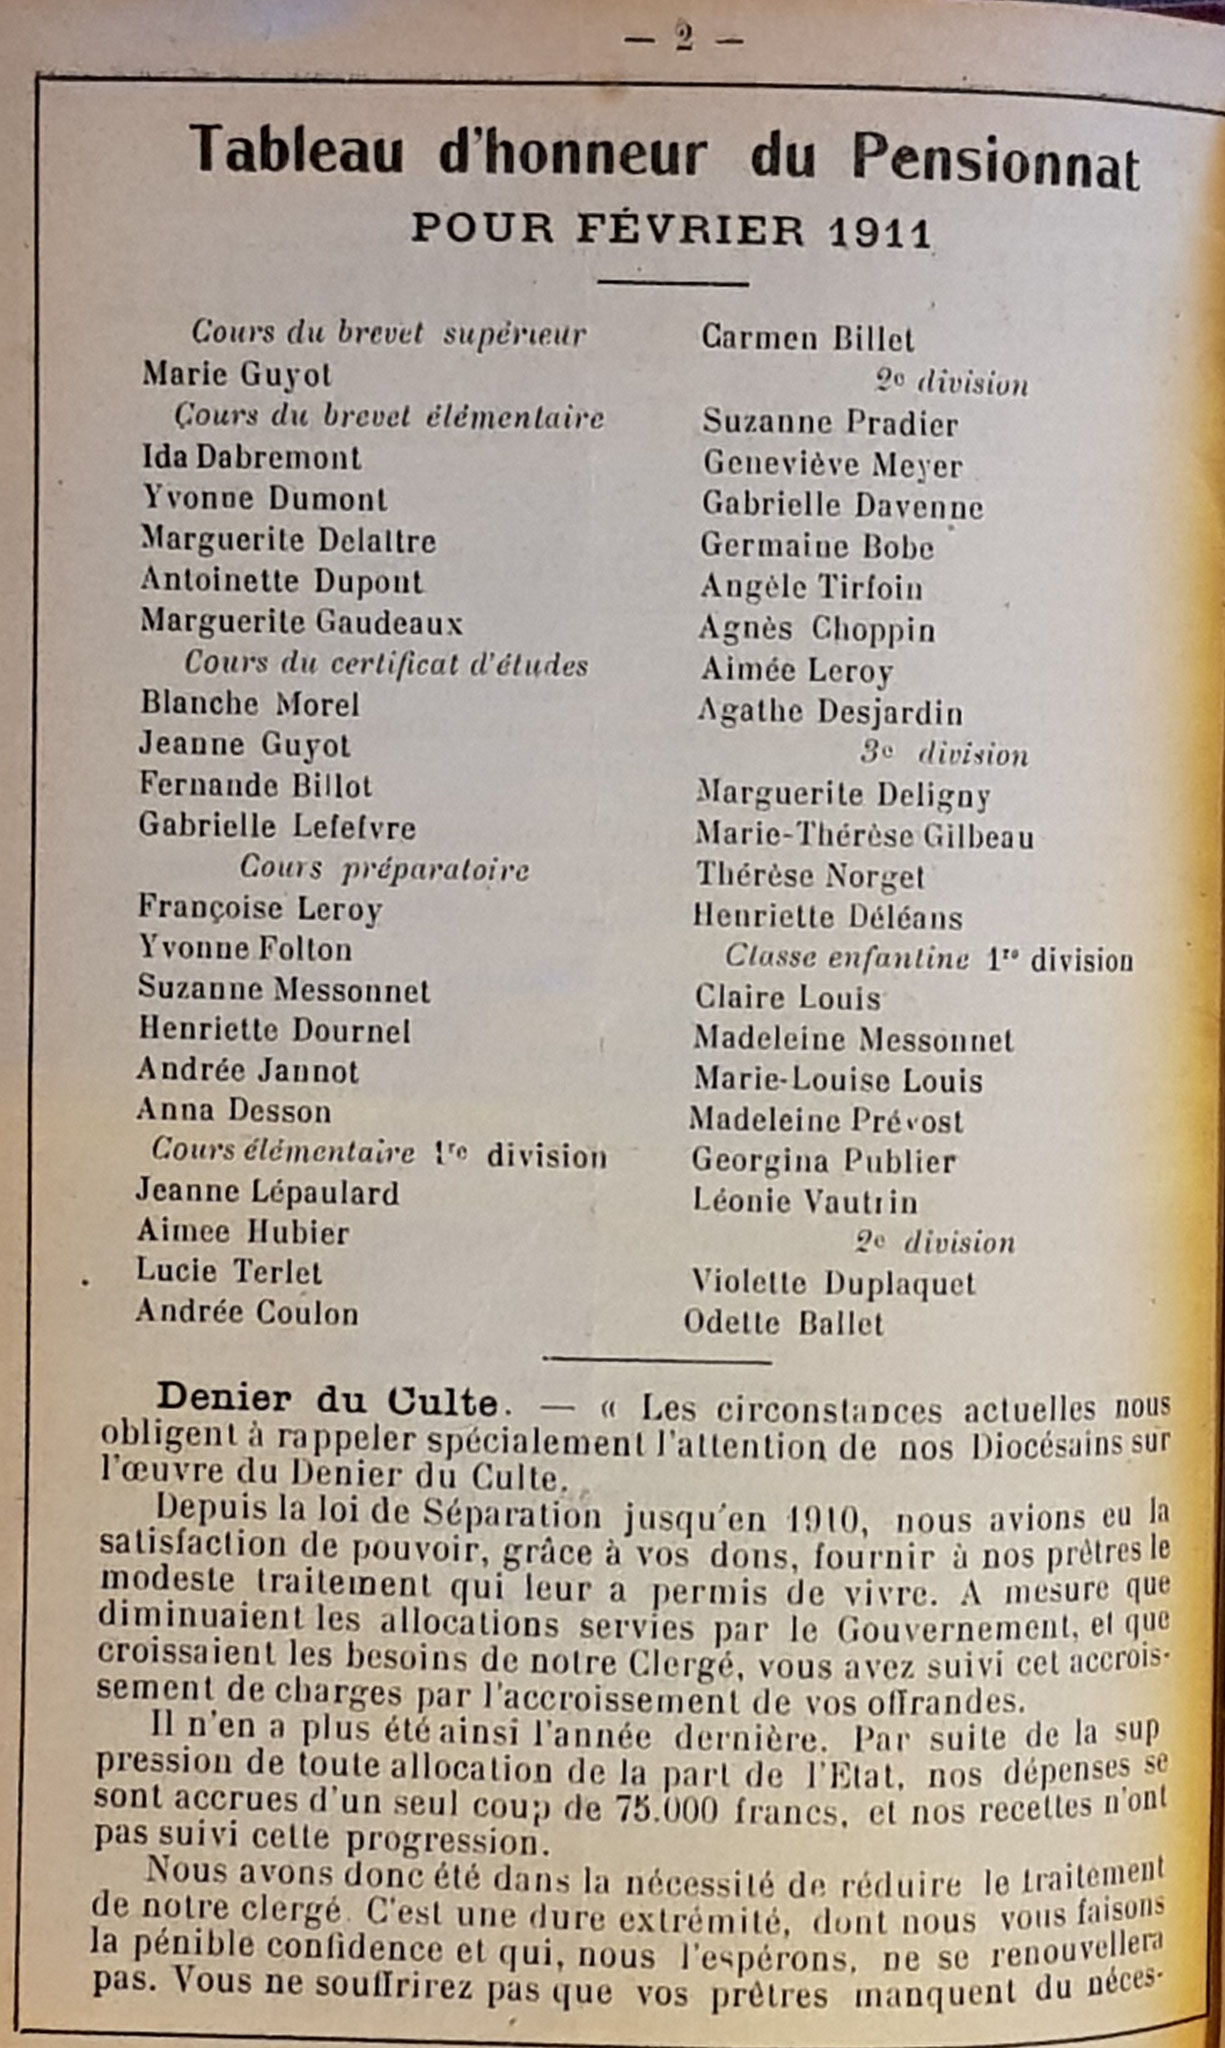 — 2 —
Tableau d'honneur du Pensionnat
POUR FÉVRIER 1911
Cours du brevet supérieur
Marie Guyot
Cours du brevet élémentaire
Ida Dabremont
Yvonne Dumont
Marguerite Delattre
Antoinette Dupont
Marguerite Gaudeaux
Cours du certificat d'études
Blanche Morel
Jeanne Guyot
Fernande Billot
Gabrielle Lefefvre
Cours préparatoire
Françoise Leroy
Yvonne Folton
Suzanne Messonnet
Henriette Dournel
Andrée Jannot
Anna Desson
Cours élémentaire 1re division
Jeanne Lépaulard
Aimee Hubier
Lucie Terlet
Andrée Coulon
Carmen Billet
2e division
Suzanne Pradier
Geneviève Meyer
Gabrielle Davenne
Germaine Bobe
Angèle Tirfoin
Agnès Choppin
Aimée Leroy
Agathe Desjardin
3e division
Marguerite Deligny
Marie-Thérèse Gilbeau
Thérèse Norget
Henriette Déléans
Classe enfantine 1re division
Claire Louis
Madeleine Messonnet
Marie-Louise Louis
Madeleine Prévost
Georgina Publier
Léonie Vautrin
2e division
Violette Duplaquet
Odette Ballet
Denier du Culte. — « Les circonstances actuelles nous
obligent à rappeler spécialement l'attention de nos Diocésains sur
l'œuvre du Denier du Culte.
Depuis la loi de Séparation jusqu'en 1910, nous avions eu la
satisfaction de pouvoir, grâce à vos dons, fournir à nos prêtres le
modeste traitement qui leur a permis de vivre. A mesure que
diminuaient les allocations servies par le Gouvernement, et que
croissaient les besoins de notre Clergé, vous avez suivi cet accrois-
sement de charges par l'accroissement de vos offrandes.
Il n'en a plus été ainsi l'année dernière. Par suite de la sup
pression de toute allocation de la part de l'Etat, nos dépenses se
sont accrues d'un seul coup de 75.000 francs, et nos recettes n'ont
pas suivi cette progression.
Nous avons donc été dans la nécessité de réduire le traitement
de notre clergé. C'est une dure extrémité, dont nous vous faisons
la pénible confidence et qui, nous l'espérons, ne se renouvellera
pas. Vous ne souffrirez pas que vos prêtres manquent du néces-